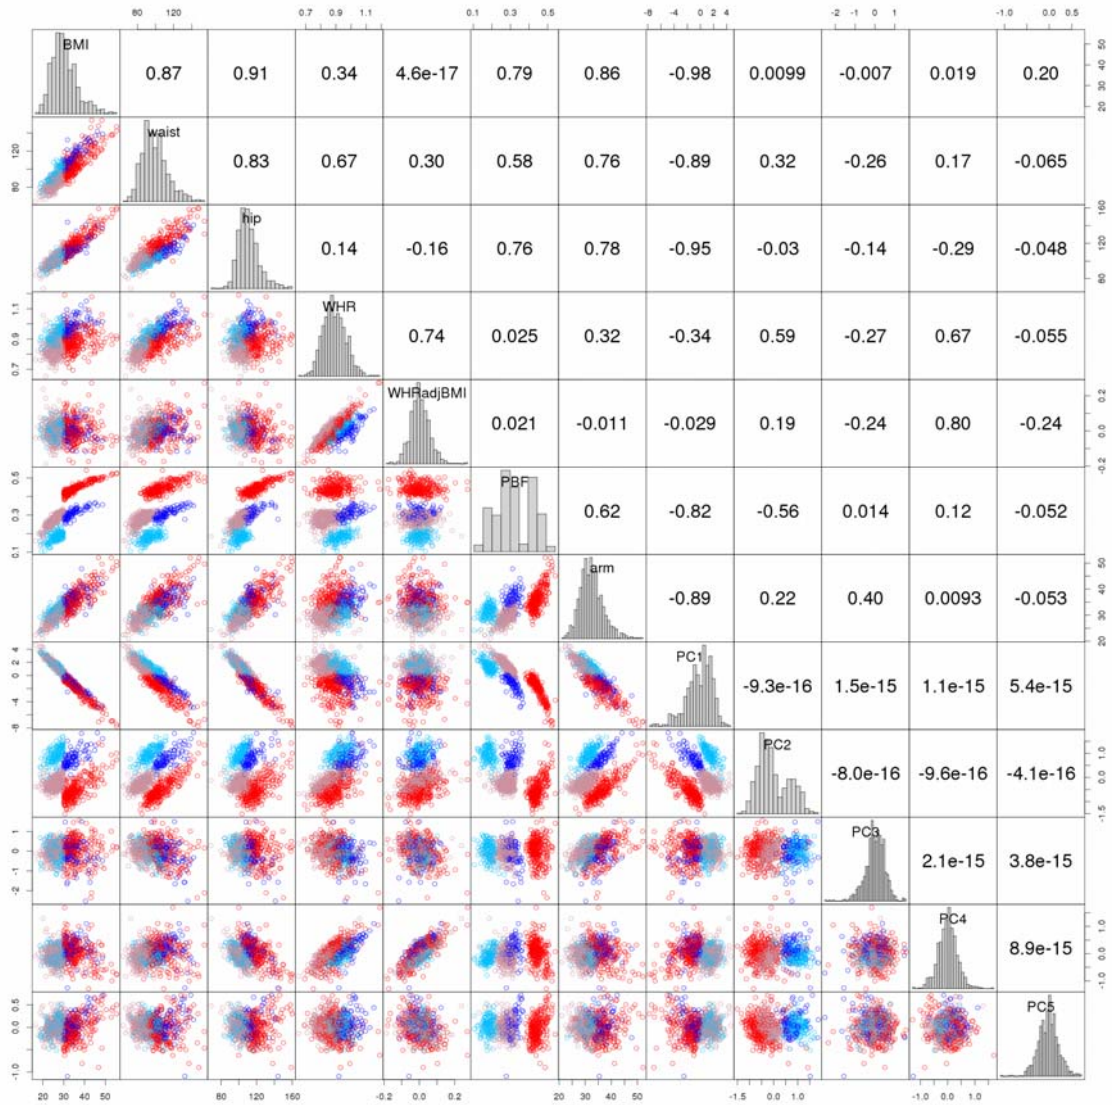 60 120 0.7 0.9 1.1 0.1 0.3 0.5 -6 -4 0 2 4 -2 -1 0 1 -0.5 0.0 0.5
BMI 0.87 0.91 0.34 4.6e-17 0.79 0.86 -0.98 0.0099 -0.007 0.019 0.20 20 30 40 50
80 120 waist 0.83 0.67 0.30 0.58 0.76 -0.89 0.32 -0.26 0.17 -0.065
hip 0.14 -0.16 0.76 0.78 -0.95 -0.03 -0.14 -0.29 -0.048 80 120 160
0.7 0.9 1.1 WHR 0.74 0.025 0.32 -0.34 0.59 -0.27 0.67 -0.055
WHRadjBMI 0.021 -0.011 -0.029 0.19 -0.24 0.80 -0.24 -0.2 0.0 0.2
0.1 0.3 0.5 PBF 0.62 -0.82 -0.56 0.014 0.12 -0.052
arm -0.89 0.22 0.40 0.0093 -0.053 20 30 40 50
-8 -4 0 2 4 PC1 -9.3e-16 1.5e-15 1.1e-15 5.4e-15
PC2 -8.0e-16 -9.6e-16 -4.1e-16 -1.5 0.0 1.0
-2 -1 0 1 PC3 2.1e-15 3.8e-15
PC4 8.9e-15 -1.0 0.0 1.0
-1.0 0.0 0.5 PC5
20 30 40 50 80 120 160 -0.2 0.0 0.2 20 30 40 50 -1.5 0.0 1.0 -1.0 0.0 1.0